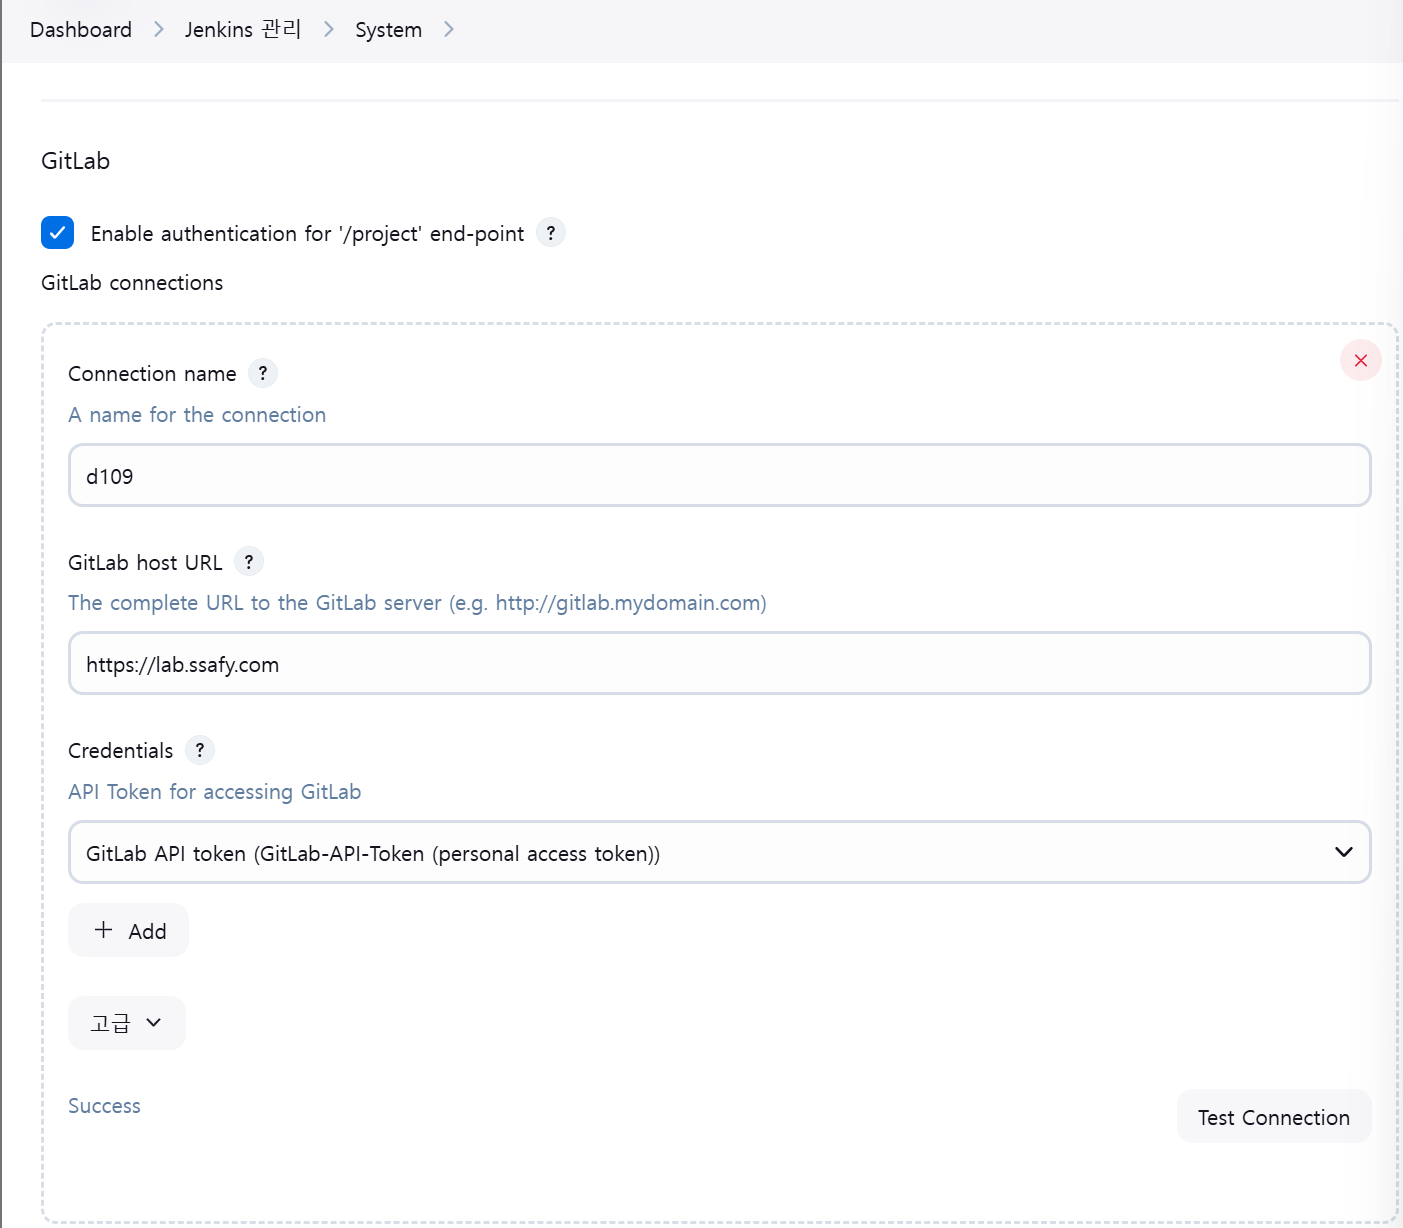 Dashboard > Jenkins 관리 > System >
GitLab
Enable authentication for '/project' end-point ?
GitLab connections
Connection name ?
A name for the connection
d109
GitLab host URL ?
The complete URL to the GitLab server (e.g. http://gitlab.mydomain.com)
https://lab.ssafy.com
Credentials ?
API Token for accessing GitLab
GitLab API token (GitLab-API-Token (personal access token))
+ Add
고급
Success
Test Connection